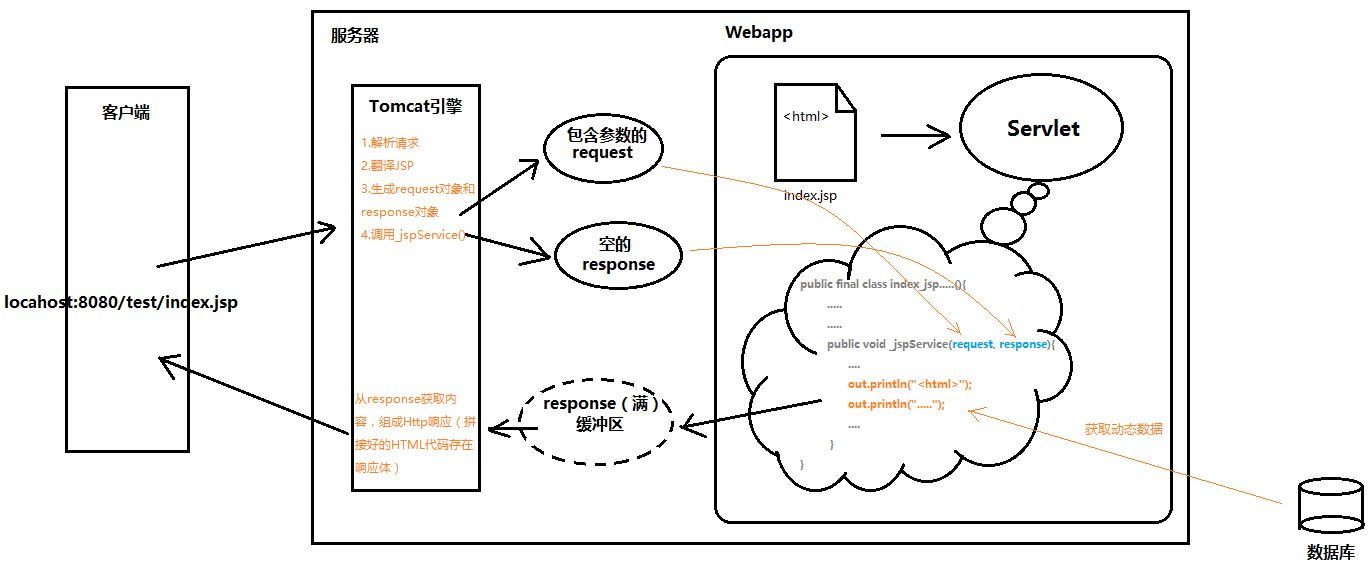 服务器
Webapp
客户端
Tomcat引擎
1.解析请求
2.翻译JSP
3.生成request对象和
response对象
4.调用_jspService()
包含参数的
request
空的
response
<html>
index.jsp
Servlet
locahost:8080/test/index.jsp
public final class index_jsp.....(){
.....
.....
public void _jspService(request, response){
....
out.println("<html>");
out.println(".....");
....
}
}
从response获取内
容，组成Http响应（拼
接好的HTML代码存在
响应体）
response（满）
缓冲区
获取动态数据
数据库